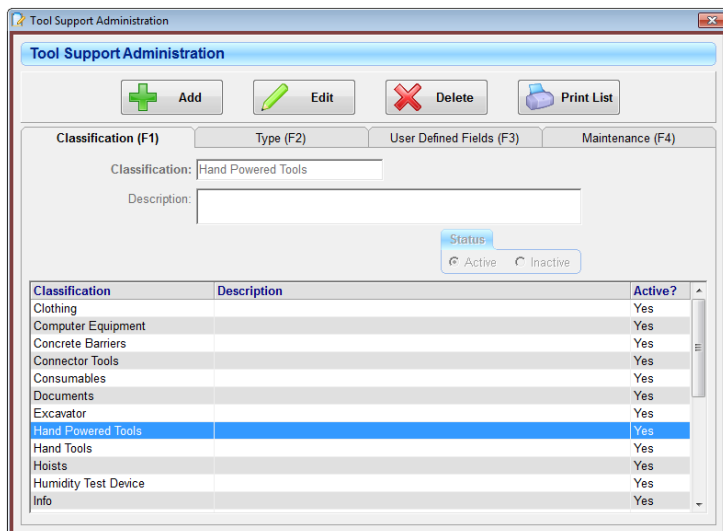 Tool Support Administration
Tool Support Administration
Add Edit Delete Print List
Classification (F1) Type (F2) User Defined Fields (F3) Maintenance (F4)
Classification: Hand Powered Tools
Description:
Status
Active Inactive
Classification Description Active?
Clothing Yes
Computer Equipment Yes
Concrete Barriers Yes
Connector Tools Yes
Consumables Yes
Documents Yes
Excavator Yes
Hand Powered Tools Yes
Hand Tools Yes
Hoists Yes
Humidity Test Device Yes
Info Yes